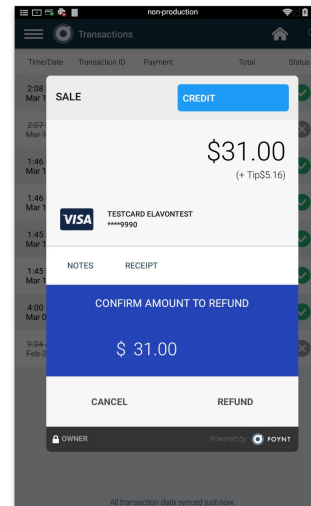 non-production
Transactions
Time/Date Transaction ID Payment Total Status
2:08
Mar 1
SALE
CREDIT
2:07
Mar 1
$31.00
(+ Tip$5.16)
1:46
Mar 1
1:46
Mar 1
VISA
TESTCARD ELAVONTEST
****9990
1:45
Mar 1
NOTES RECEIPT
1:45
Mar 1
CONFIRM AMOUNT TO REFUND
4:00
Mar 0
$ 31.00
9:34
Feb 2
CANCEL REFUND
OWNER
Powered by POYNT
All transaction data synced just now.